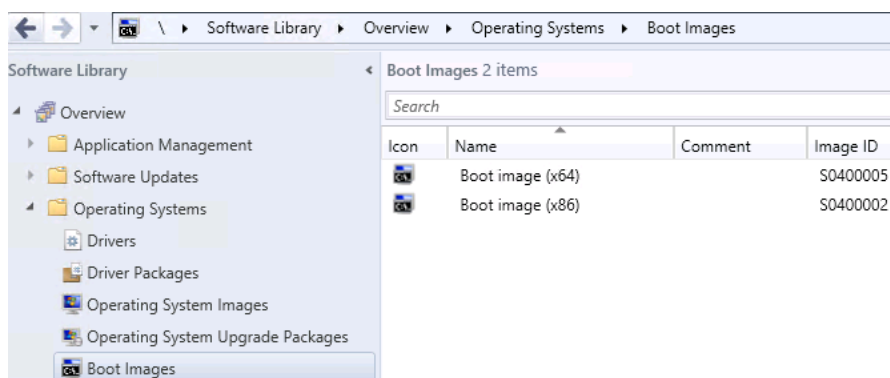 \ Software Library Overview Operating Systems Boot Images
Software Library
Overview
Application Management
Software Updates
Operating Systems
Drivers
Driver Packages
Operating System Images
Operating System Upgrade Packages
Boot Images
Boot Images 2 items
Search
Icon Name Comment Image ID
Boot image (x64) S0400005
Boot image (x86) S0400002